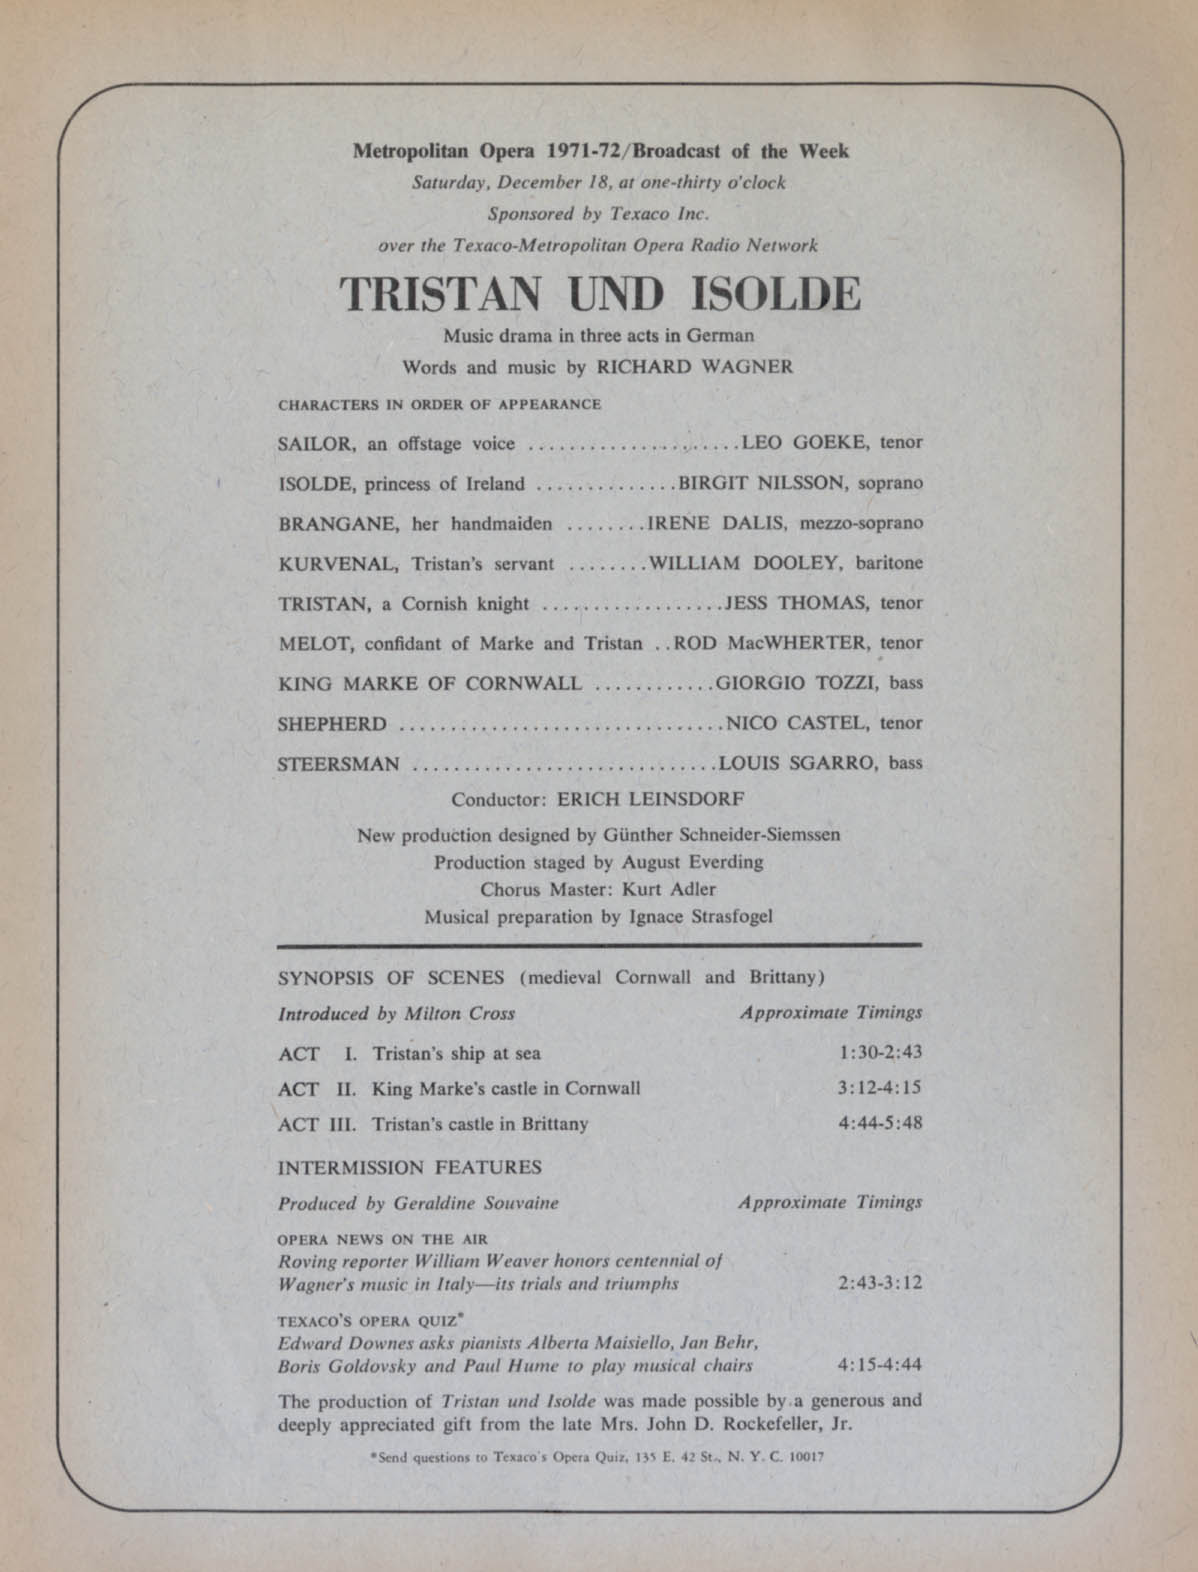 Metropolitan Opera 1971-72/Broadcast of the Week
Saturday, December 18, at one-thirty o'clock
Sponsored by Texaco Inc.
over the Texaco-Metropolitan Opera Radio Network
TRISTAN UND ISOLDE
Music drama in three acts in German
Words and music by RICHARD WAGNER
CHARACTERS IN ORDER OF APPEARANCE
SAILOR, an offstage voice .....................LEO GOEKE, tenor
ISOLDE, princess of Ireland ..............BIRGIT NILSSON, soprano
BRANGANE, her handmaiden ........IRENE DALIS, mezzo-soprano
KURVENAL, Tristan's servant ........WILLIAM DOOLEY, baritone
TRISTAN, a Cornish knight ..................JESS THOMAS, tenor
MELOT, confidant of Marke and Tristan ..ROD MacWHERTER, tenor
KING MARKE OF CORNWALL ............GIORGIO TOZZI, bass
SHEPHERD ................................NICO CASTEL, tenor
STEERSMAN ..............................LOUIS SGARRO, bass
Conductor: ERICH LEINSDORF
New production designed by Günther Schneider-Siemssen
Production staged by August Everding
Chorus Master: Kurt Adler
Musical preparation by Ignace Strasfogel
SYNOPSIS OF SCENES (medieval Cornwall and Brittany)
Introduced by Milton Cross Approximate Timings
ACT I. Tristan's ship at sea 1:30-2:43
ACT II. King Marke's castle in Cornwall 3:12-4:15
ACT III. Tristan's castle in Brittany 4:44-5:48
INTERMISSION FEATURES
Produced by Geraldine Souvaine Approximate Timings
OPERA NEWS ON THE AIR
Roving reporter William Weaver honors centennial of
Wagner's music in Italy—its trials and triumphs 2:43-3:12
TEXACO'S OPERA QUIZ*
Edward Downes asks pianists Alberta Maisiello, Jan Behr,
Boris Goldovsky and Paul Hume to play musical chairs 4:15-4:44
The production of Tristan und Isolde was made possible by a generous and
deeply appreciated gift from the late Mrs. John D. Rockefeller, Jr.
*Send questions to Texaco's Opera Quiz, 135 E. 42 St., N. Y. C. 10017